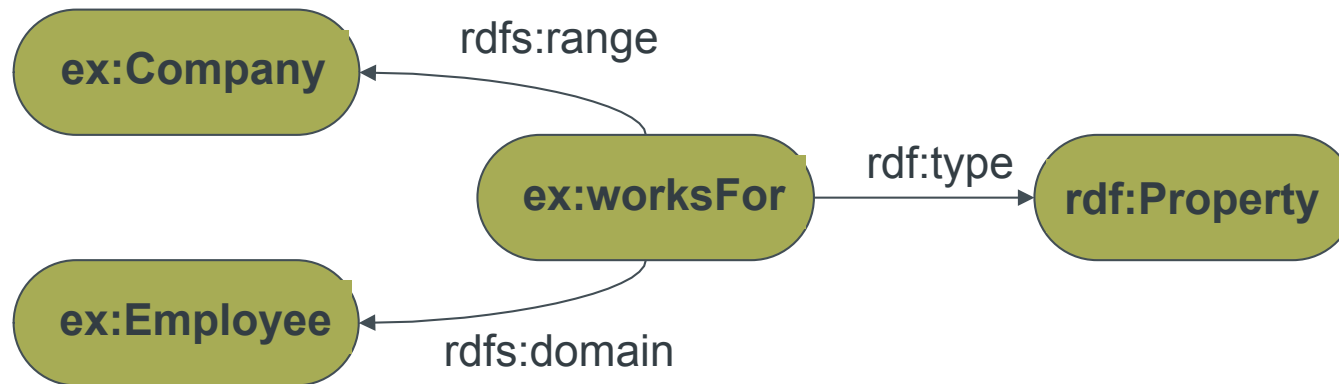 rdfs:range
ex:Company
rdf:type
ex:worksFor
rdf:Property
ex:Employee
rdfs:domain